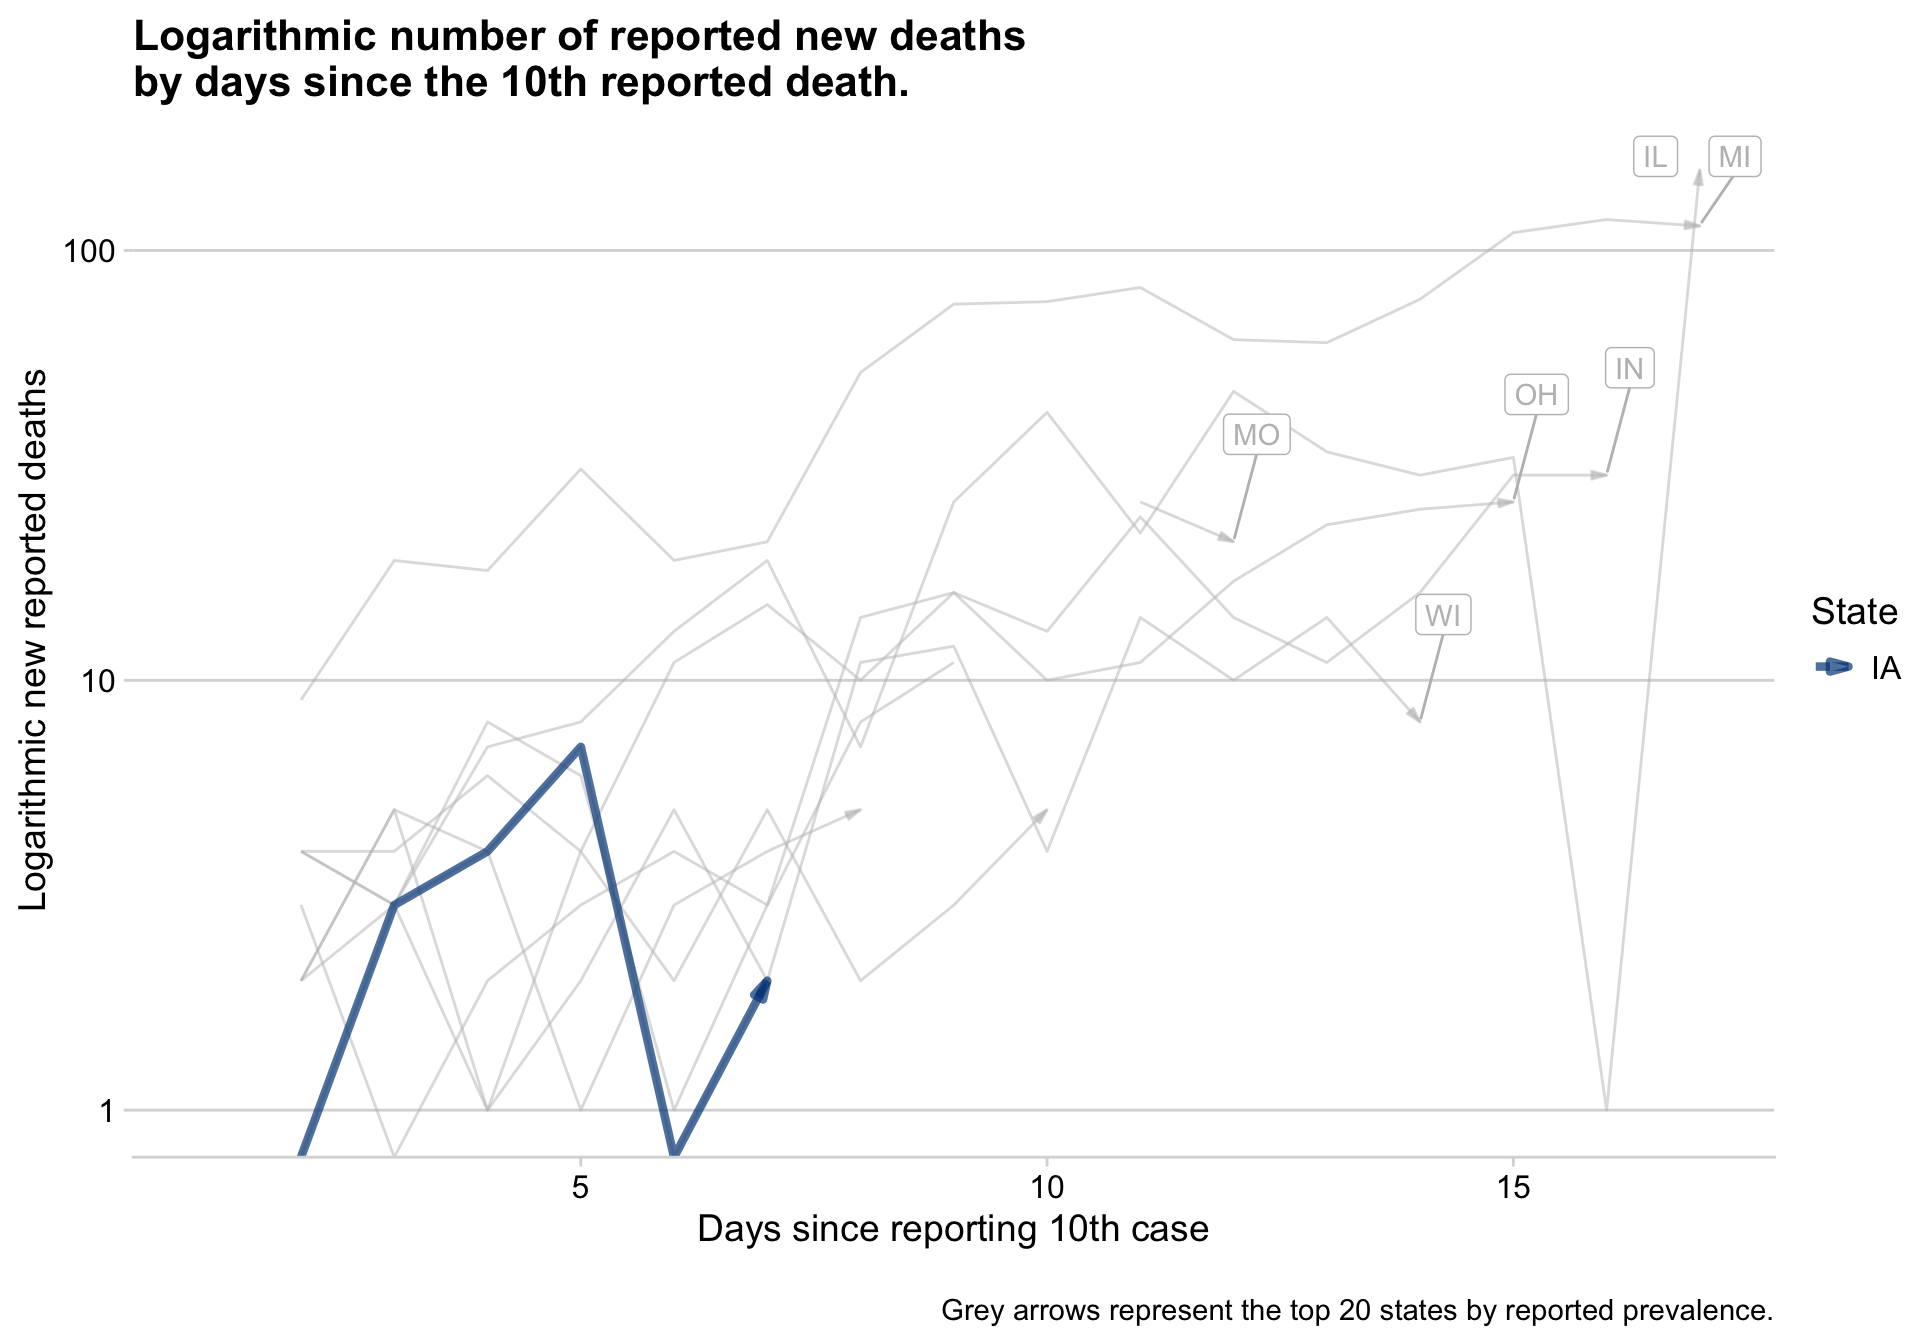 Logarithmic number of reported new deaths
by days since the 10th reported death.
IL
MI
100
IN
OH
MO
WI
10
1
Logarithmic new reported deaths
State
IA
5
10
15
Days since reporting 10th case
Grey arrows represent the top 20 states by reported prevalence.